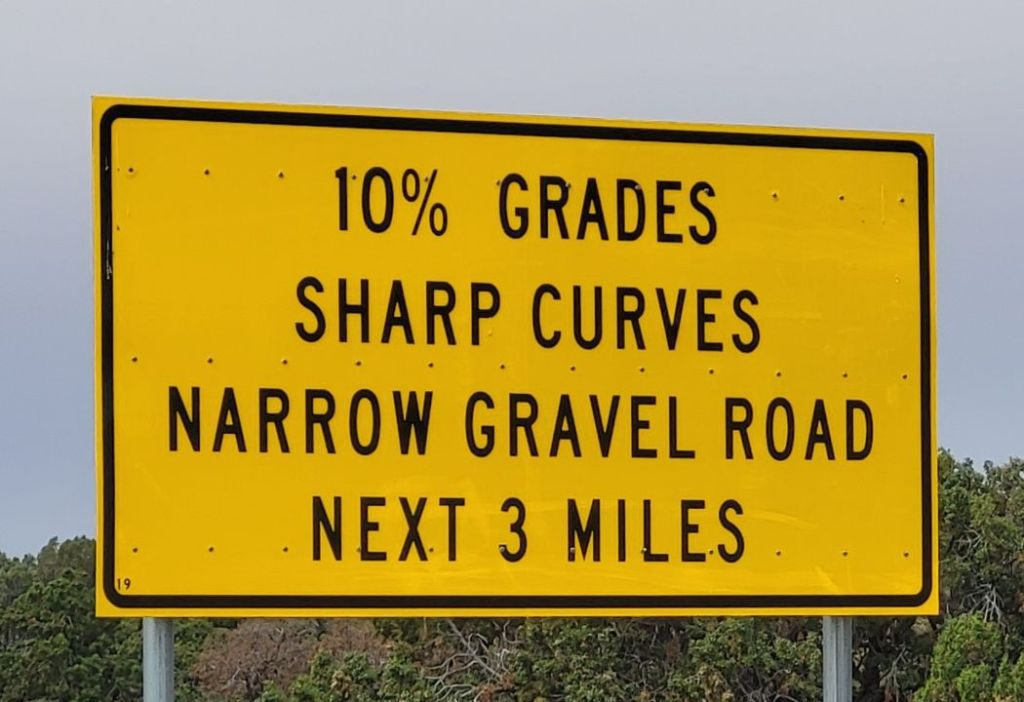 10% GRADES
SHARP CURVES
NARROW GRAVEL ROAD
NEXT 3 MILES
19